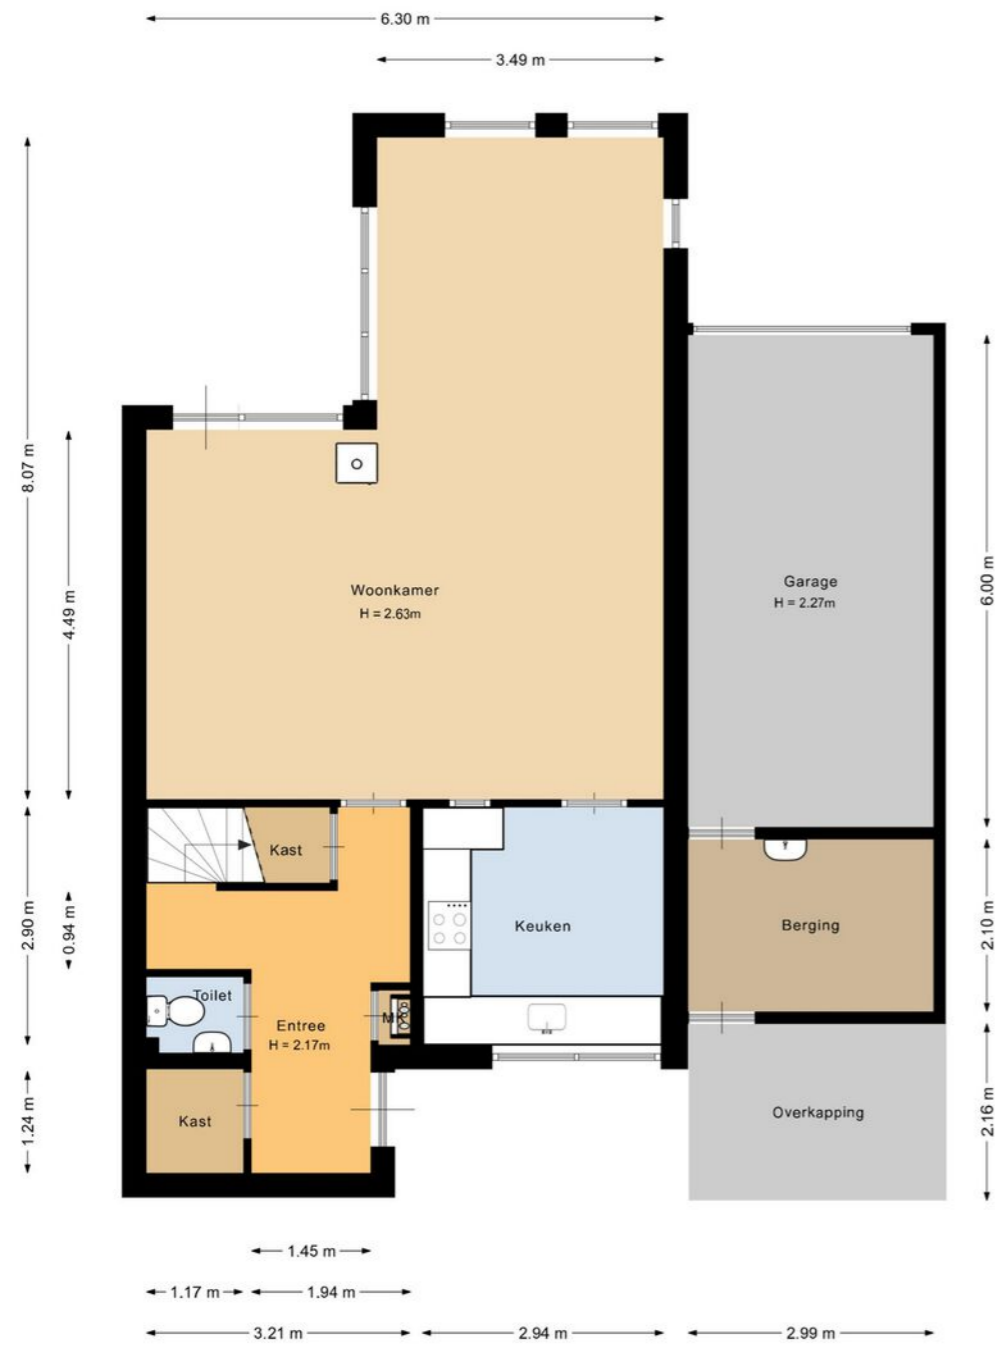 6.30 m
3.49 m
8.07 m
4.49 m
Woonkamer
H = 2.63m
Garage
H = 2.27m
6.00 m
Kast
2.90 m
0.94 m
Keuken
Berging
2.10 m
Toilet
MK
Entree
H = 2.17m
1.24 m
Kast
Overkapping
2.16 m
1.45 m
1.17 m
1.94 m
3.21 m
2.94 m
2.99 m